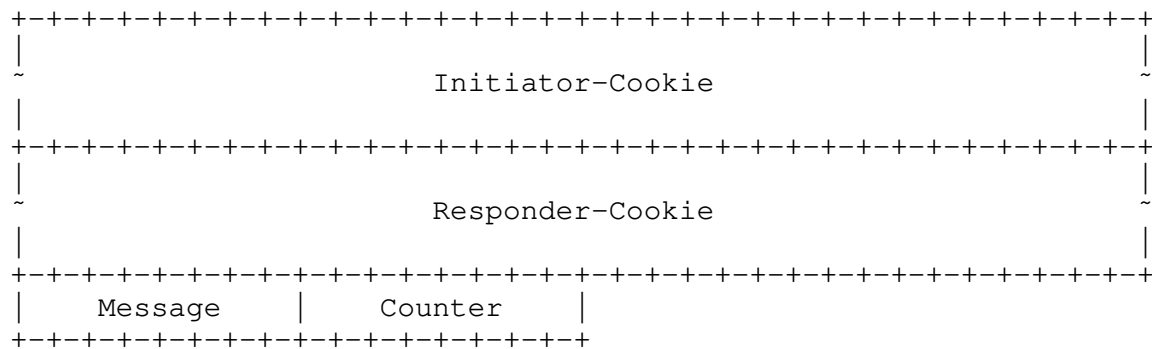 +-+-+-+-+-+-+-+-+-+-+-+-+-+-+-+-+-+-+-+-+-+-+-+-+-+-+-+-+-+-+-+-+
|                                                               |
~                       Initiator-Cookie                        ~
|                                                               |
+-+-+-+-+-+-+-+-+-+-+-+-+-+-+-+-+-+-+-+-+-+-+-+-+-+-+-+-+-+-+-+-+
|                                                               |
~                       Responder-Cookie                        ~
|                                                               |
+-+-+-+-+-+-+-+-+-+-+-+-+-+-+-+-+-+-+-+-+-+-+-+-+-+-+-+-+-+-+-+-+
|    Message    |    Counter    |
+-+-+-+-+-+-+-+-+-+-+-+-+-+-+-+-+